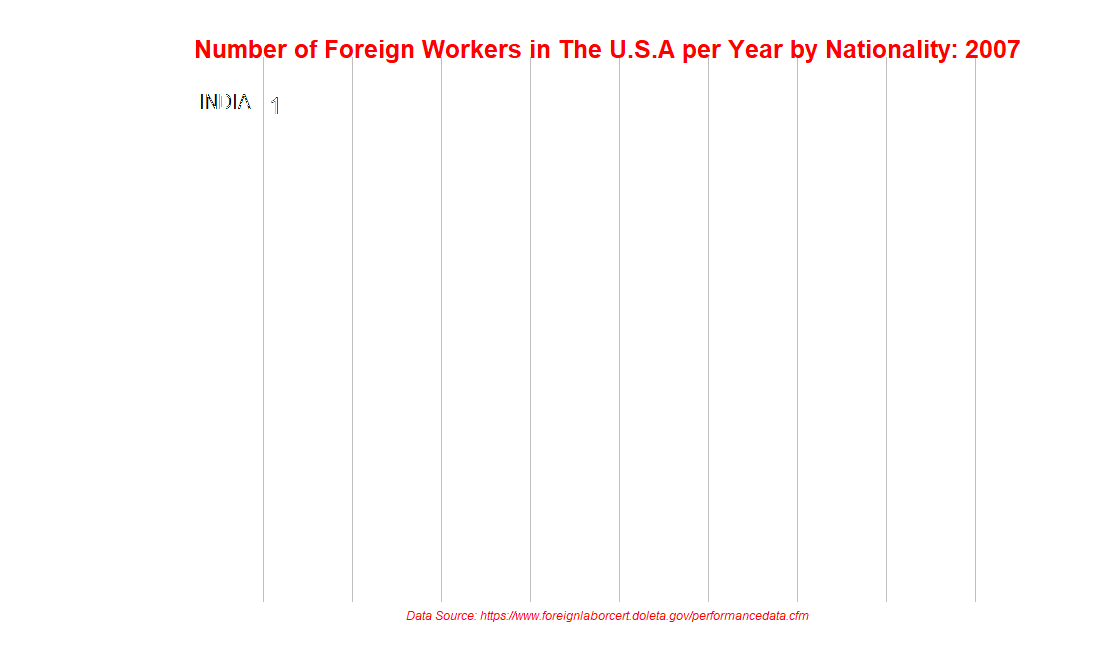 Number of Foreign Workers in The U.S.A per Year by Nationality: 2007
INDIA 1
Data Source: https://www.foreignlaborcert.doleta.gov/performancedata.cfm